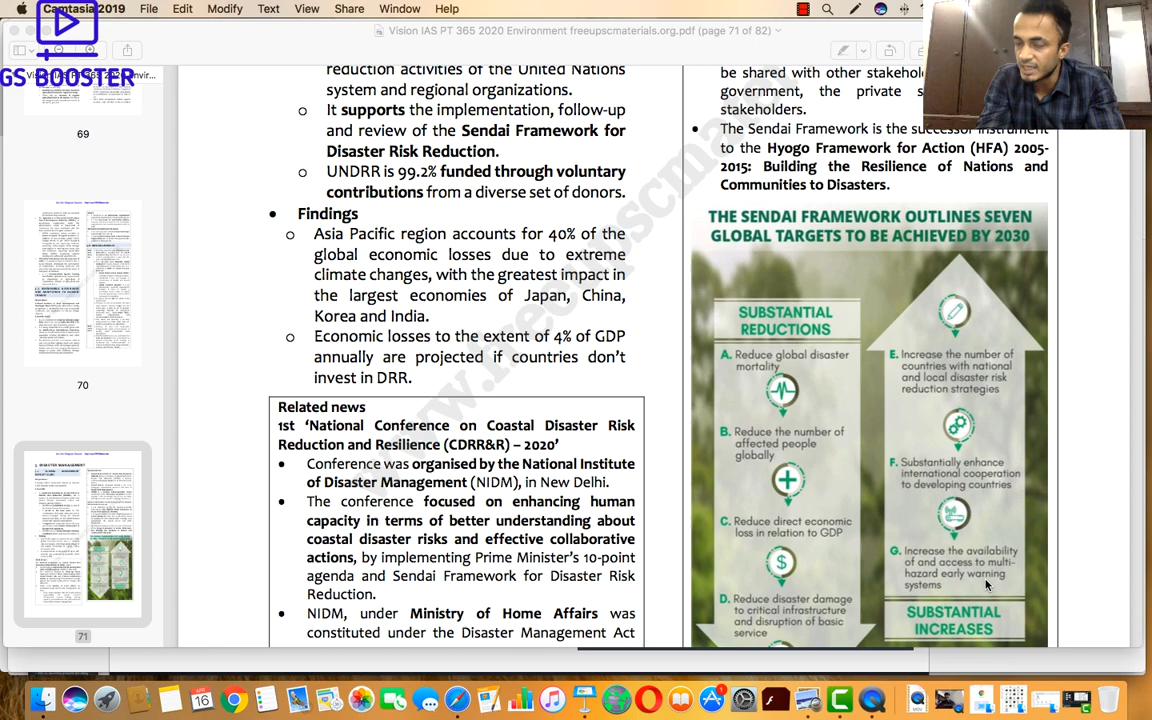 Camtasia 2019 File Edit Modify Text View Share Account Window Help
Vision IAS PT 365 2020 Environment freeupscmaterials.org.pdf (page 71 of 82)
GS BOOSTER
69
70
71
reduction activities of the United Nations
system and regional organizations.
It supports the implementation, follow-up
and review of the Sendai Framework for
Disaster Risk Reduction.
UNDRR is 99.2% funded through voluntary
contributions from a diverse set of donors.
Findings
Asia Pacific region accounts for 40% of the
global economic losses due to extreme
climate changes, with the greatest impact in
the largest economies of Japan, China,
Korea and India.
Economic losses to the extent of 4% of GDP
annually are projected if countries don't
invest in DRR.
Related news
1st 'National Conference on Coastal Disaster Risk
Reduction and Resilience (CDRR&R) – 2020'
Conference was organised by the National Institute
of Disaster Management (NIDM), in New Delhi.
The Conference focused on enhancing human
capacity in terms of better understanding about
coastal disaster risks and effective collaborative
actions, by implementing Prime Minister's 10-point
agenda and Sendai Framework for Disaster Risk
Reduction.
NIDM, under Ministry of Home Affairs was
constituted under the Disaster Management Act
be shared with other
government, the private
stakeholders.
The Sendai Framework is the successor instrument
to the Hyogo Framework for Action (HFA) 2005-
2015: Building the Resilience of Nations and
Communities to Disasters.
THE SENDAI FRAMEWORK OUTLINES SEVEN
GLOBAL TARGETS TO BE ACHIEVED BY 2030
SUBSTANTIAL
REDUCTIONS
A. Reduce global disaster
mortality
B. Reduce the number of
affected people
globally
C. Reduce direct economic
loss in relation to GDP
D. Reduce disaster damage
to critical infrastructure
and disruption of basic
service
E. Increase the number of
countries with national
and local disaster risk
reduction strategies
F. Substantially enhance
international cooperation
to developing countries
G. Increase the availability
of and access to multi-
hazard early warning
systems
SUBSTANTIAL
INCREASES
APR
16